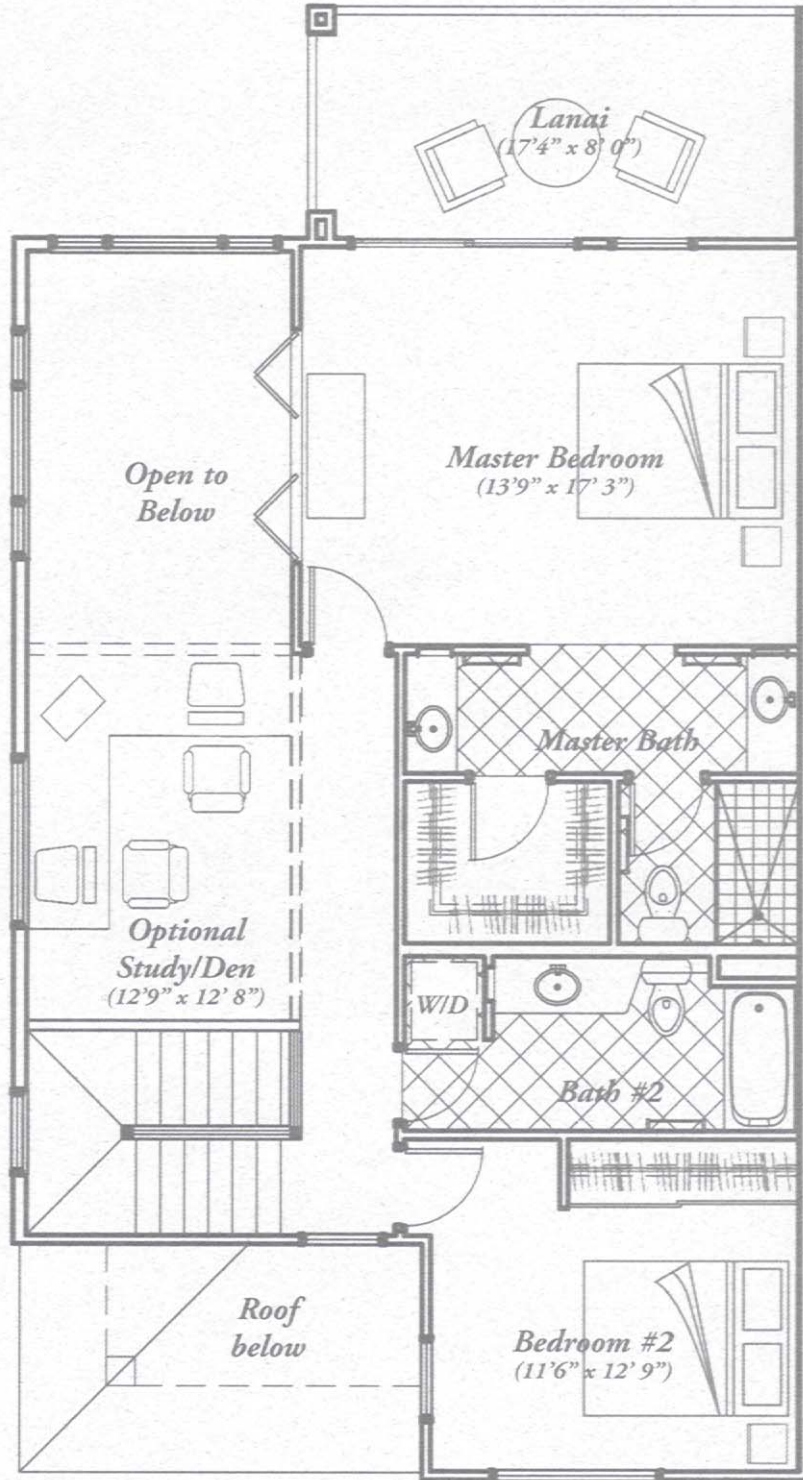 Lanai
(17'4" x 8' 0")
Open to
Below
Master Bedroom
(13'9" x 17' 3")
Master Bath
Optional
Study/Den
(12'9" x 12' 8")
W/D
Bath #2
Roof
below
Bedroom #2
(11'6" x 12' 9")